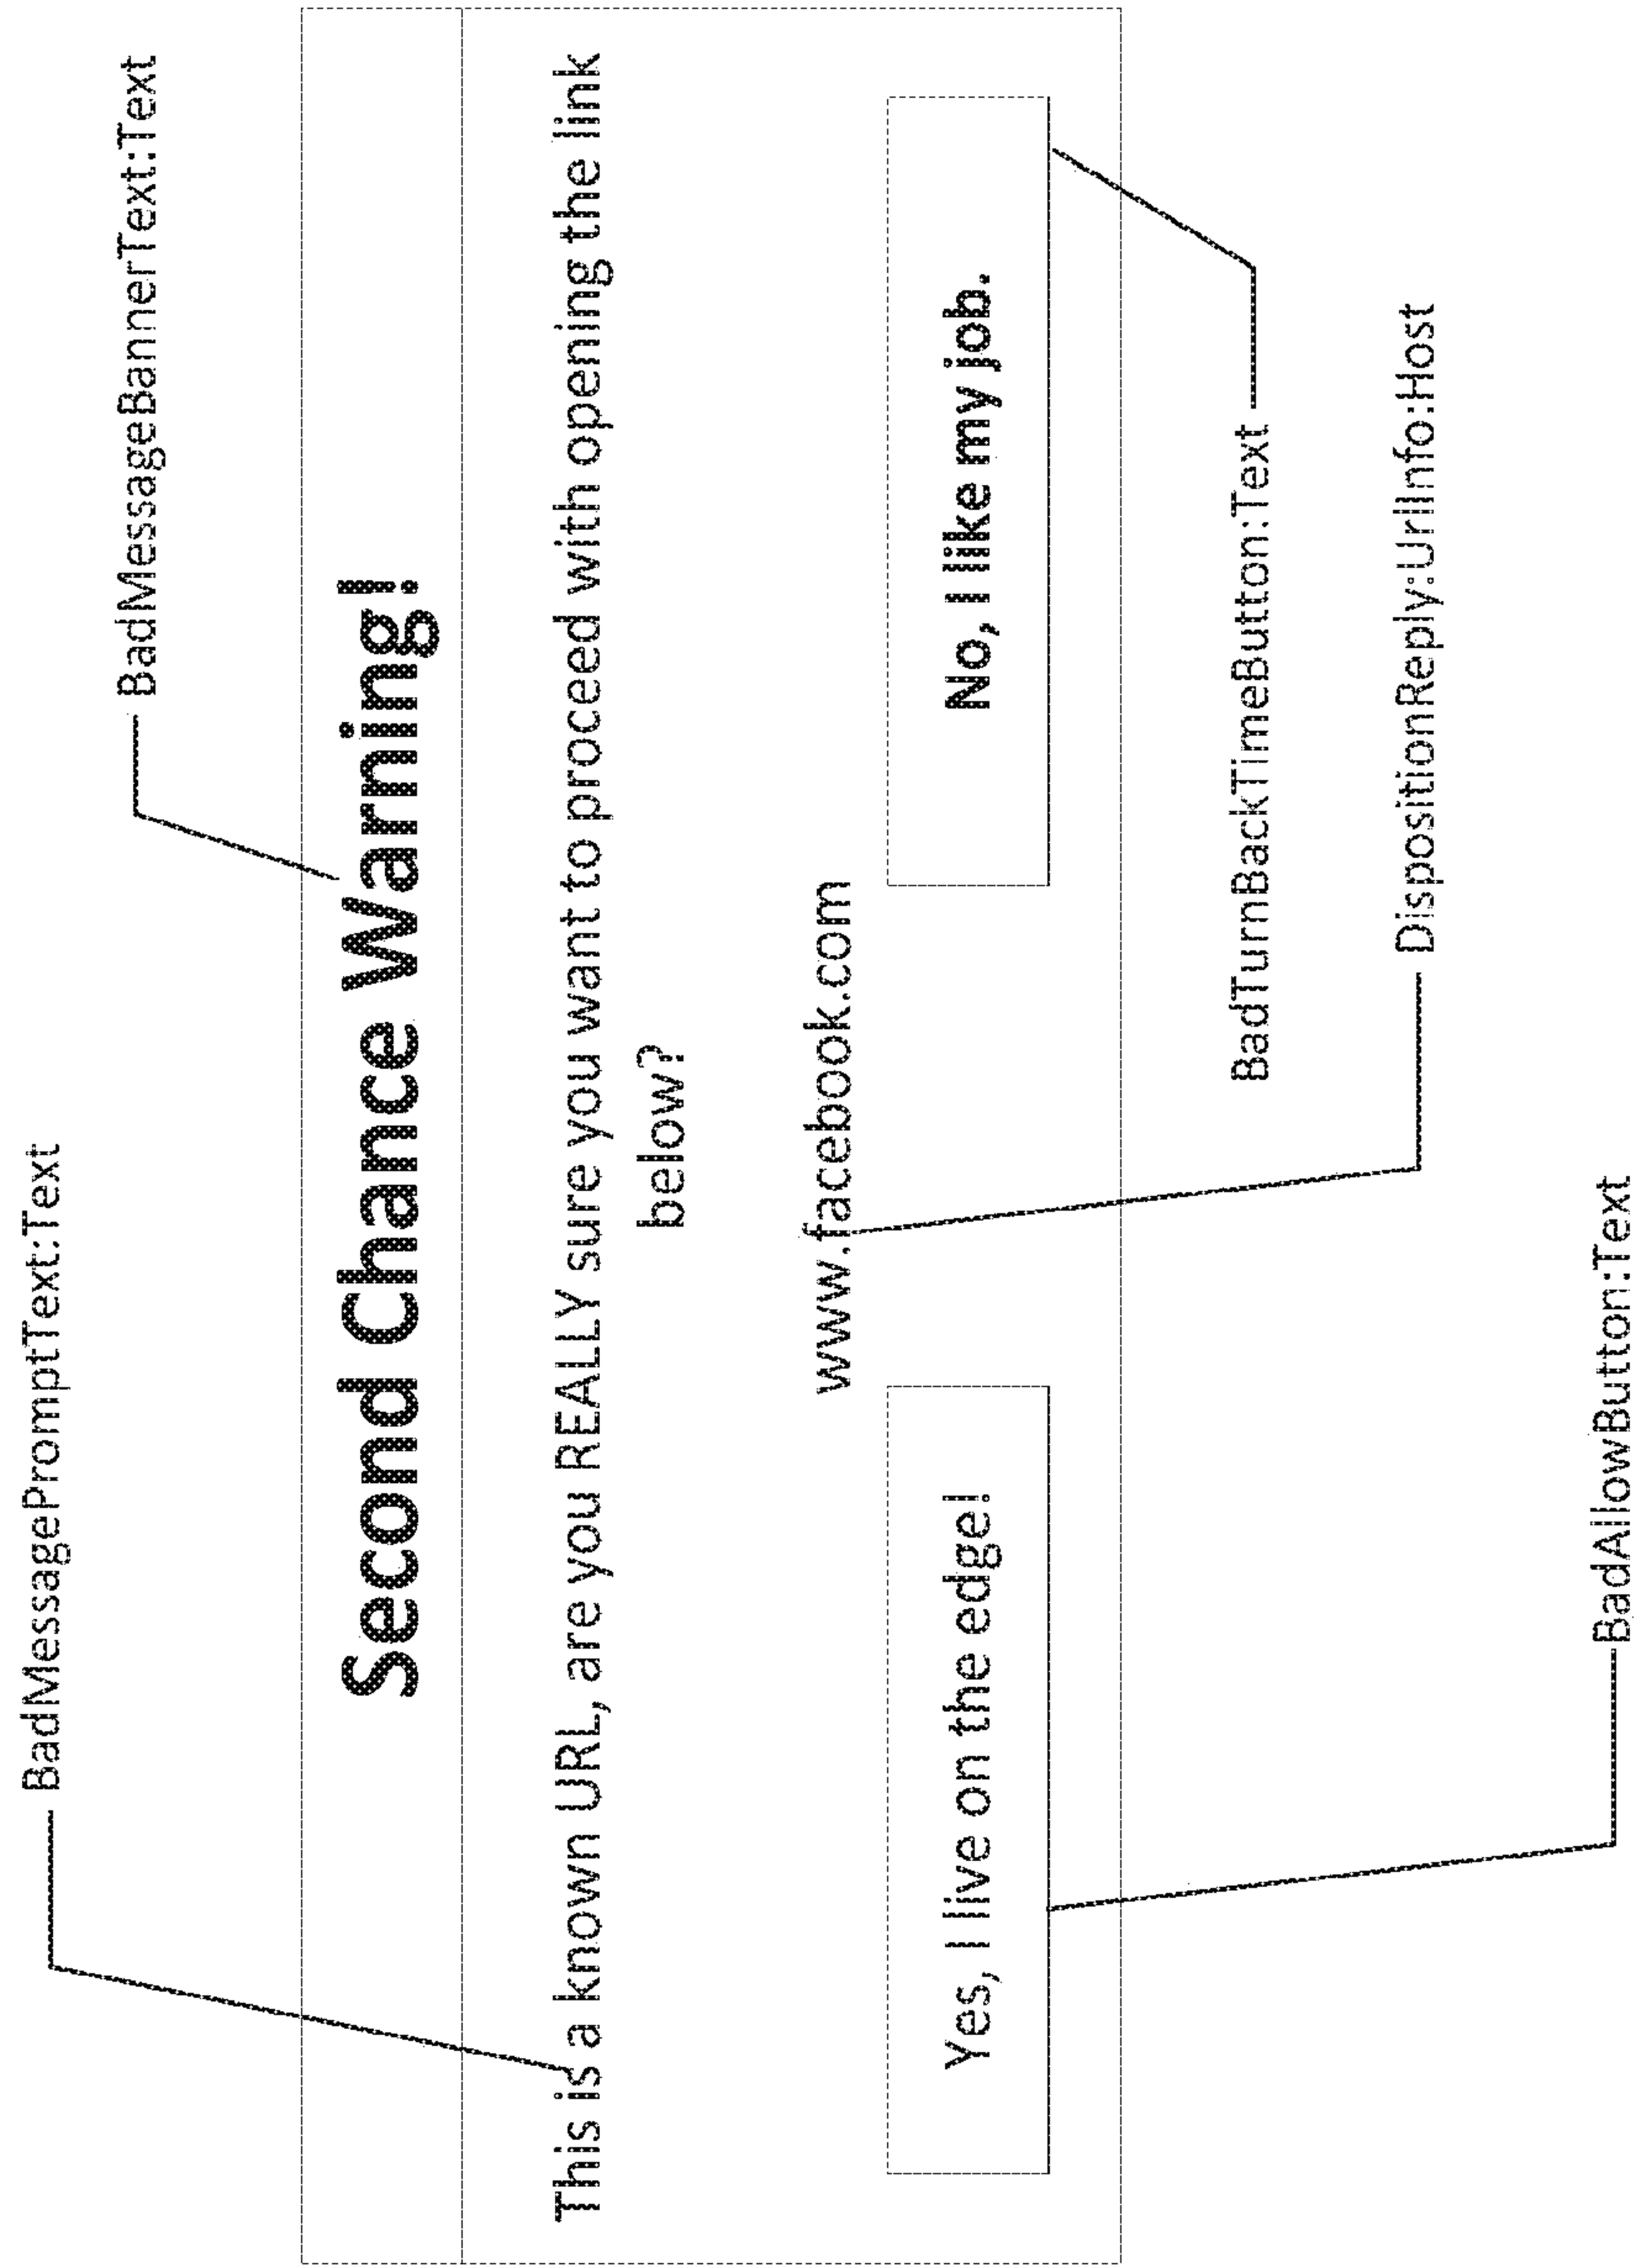 BadMessagePromptText:Text
BadMessageBannerText:Text
Second Chance Warning!
This is a known URL, are you REALLY sure you want to proceed with opening the link
below?
www.facebook.com
Yes, I live on the edge!
No, I like my job.
BadTurnBackTimeButton:Text
DispositionReply:UrlInfo:Host
BadAllowButton:Text